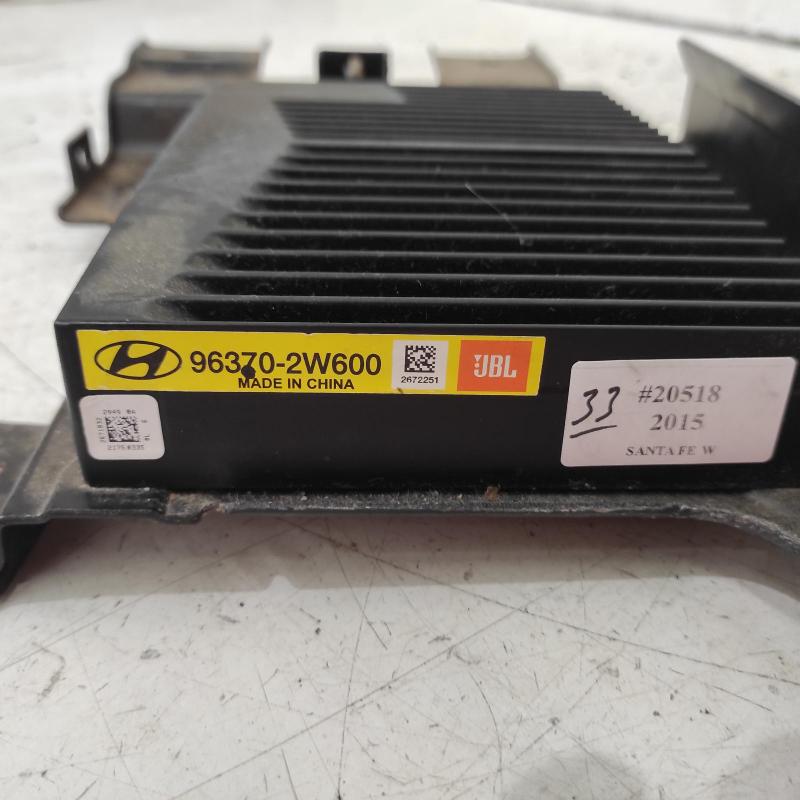 96370-2W600
MADE IN CHINA
2672251
JBL
33
#20518
2015
SANTA FE W